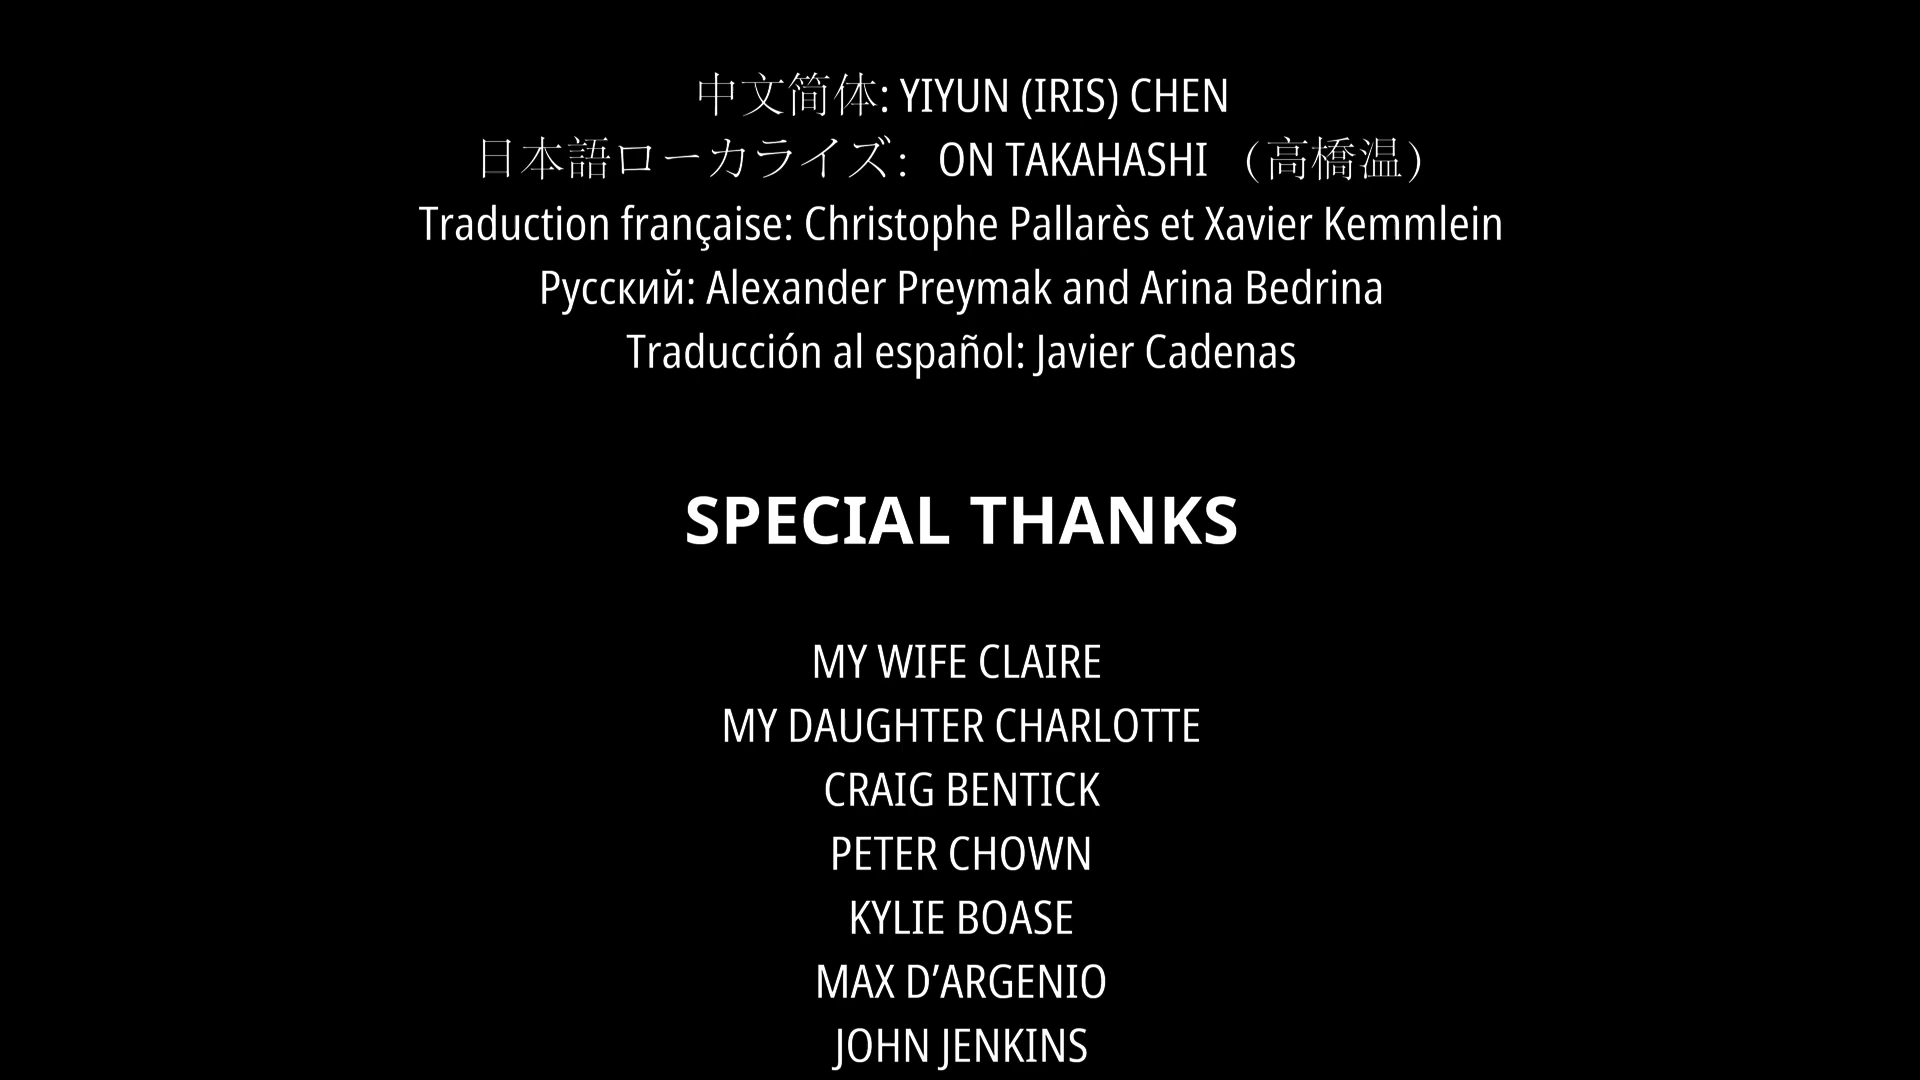 中文简体: YIYUN (IRIS) CHEN
日本語ローカライズ： ON TAKAHASHI （高橋温）
Traduction française: Christophe Pallarès et Xavier Kemmlein
Русский: Alexander Preymak and Arina Bedrina
Traducción al español: Javier Cadenas
SPECIAL THANKS
MY WIFE CLAIRE
MY DAUGHTER CHARLOTTE
CRAIG BENTICK
PETER CHOWN
KYLIE BOASE
MAX D’ARGENIO
JOHN JENKINS